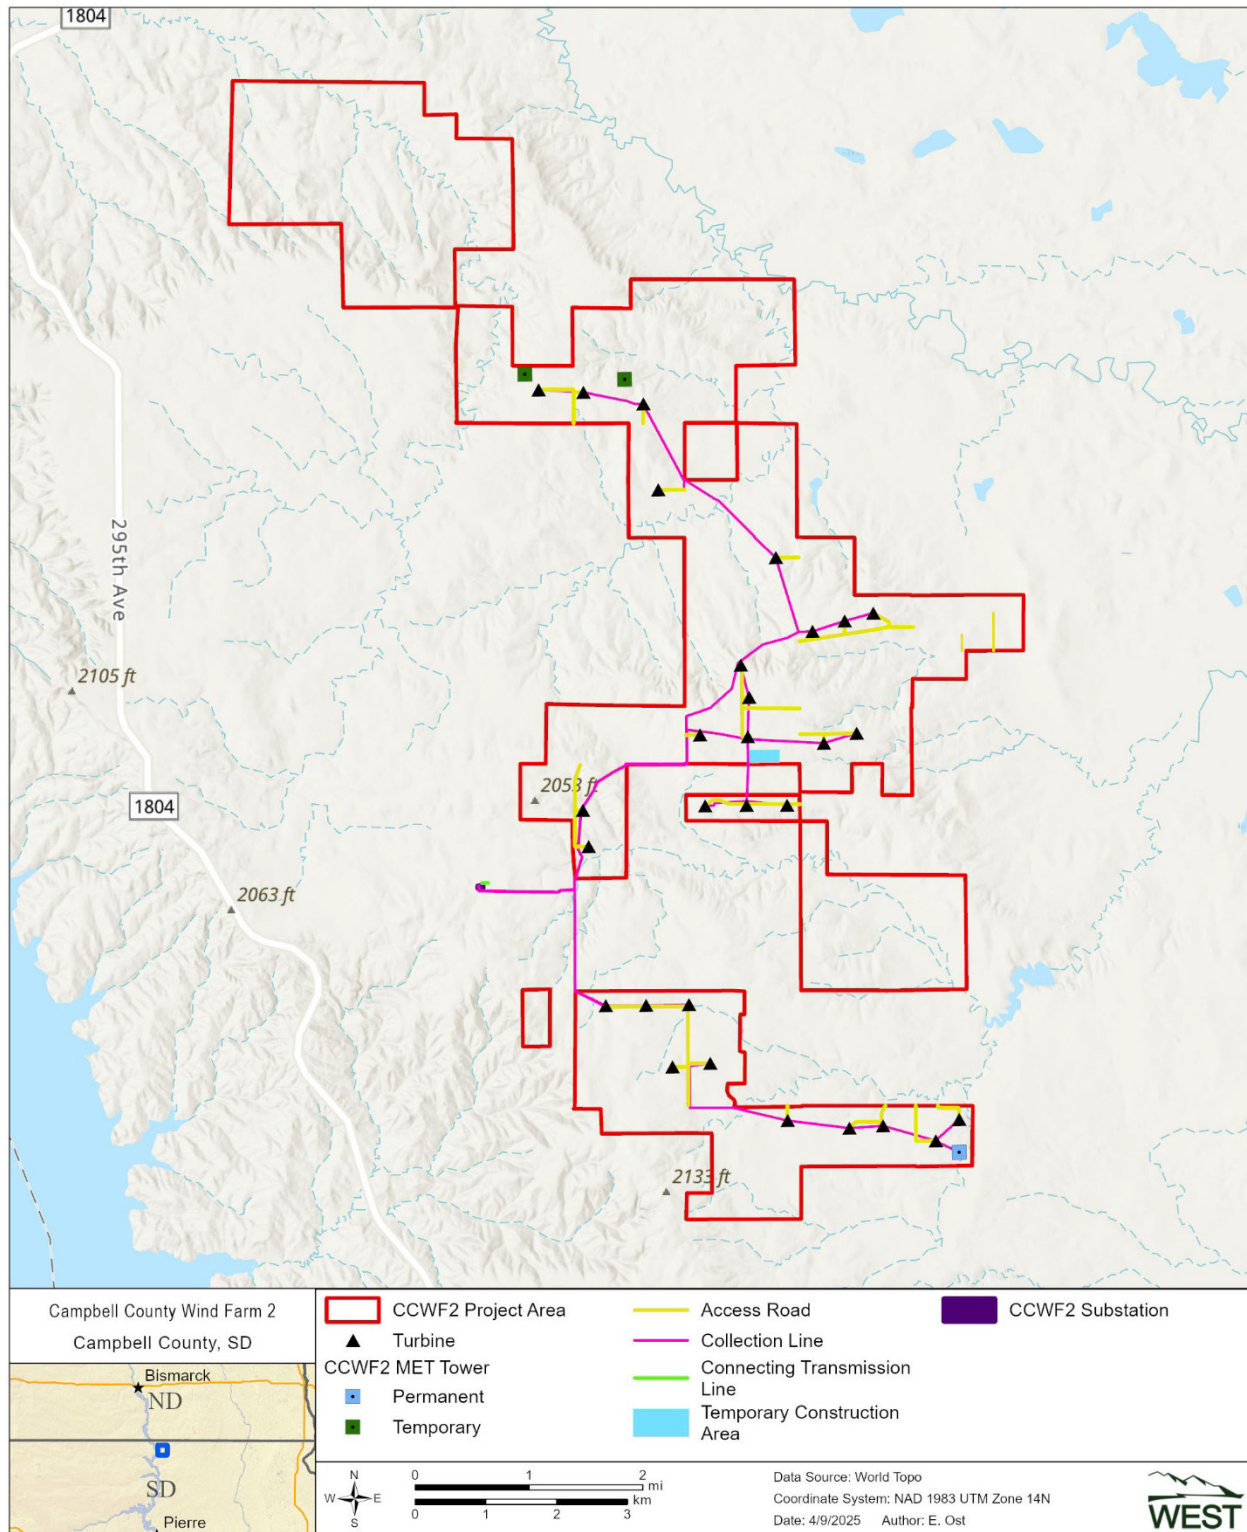 1804
295th Ave
2105 ft
2058 ft
1804
2063 ft
2133 ft
Campbell County Wind Farm 2
Campbell County, SD
Bismarck
ND
SD
Pierre
CCWF2 Project Area
Turbine
CCWF2 MET Tower
Permanent
Temporary
Access Road
Collection Line
Connecting Transmission
Line
Temporary Construction
Area
CCWF2 Substation
N
W E
S
0 1 2
mi
km
0 1 2 3
Data Source: World Topo
Coordinate System: NAD 1983 UTM Zone 14N
Date: 4/9/2025 Author: E. Ost
WEST